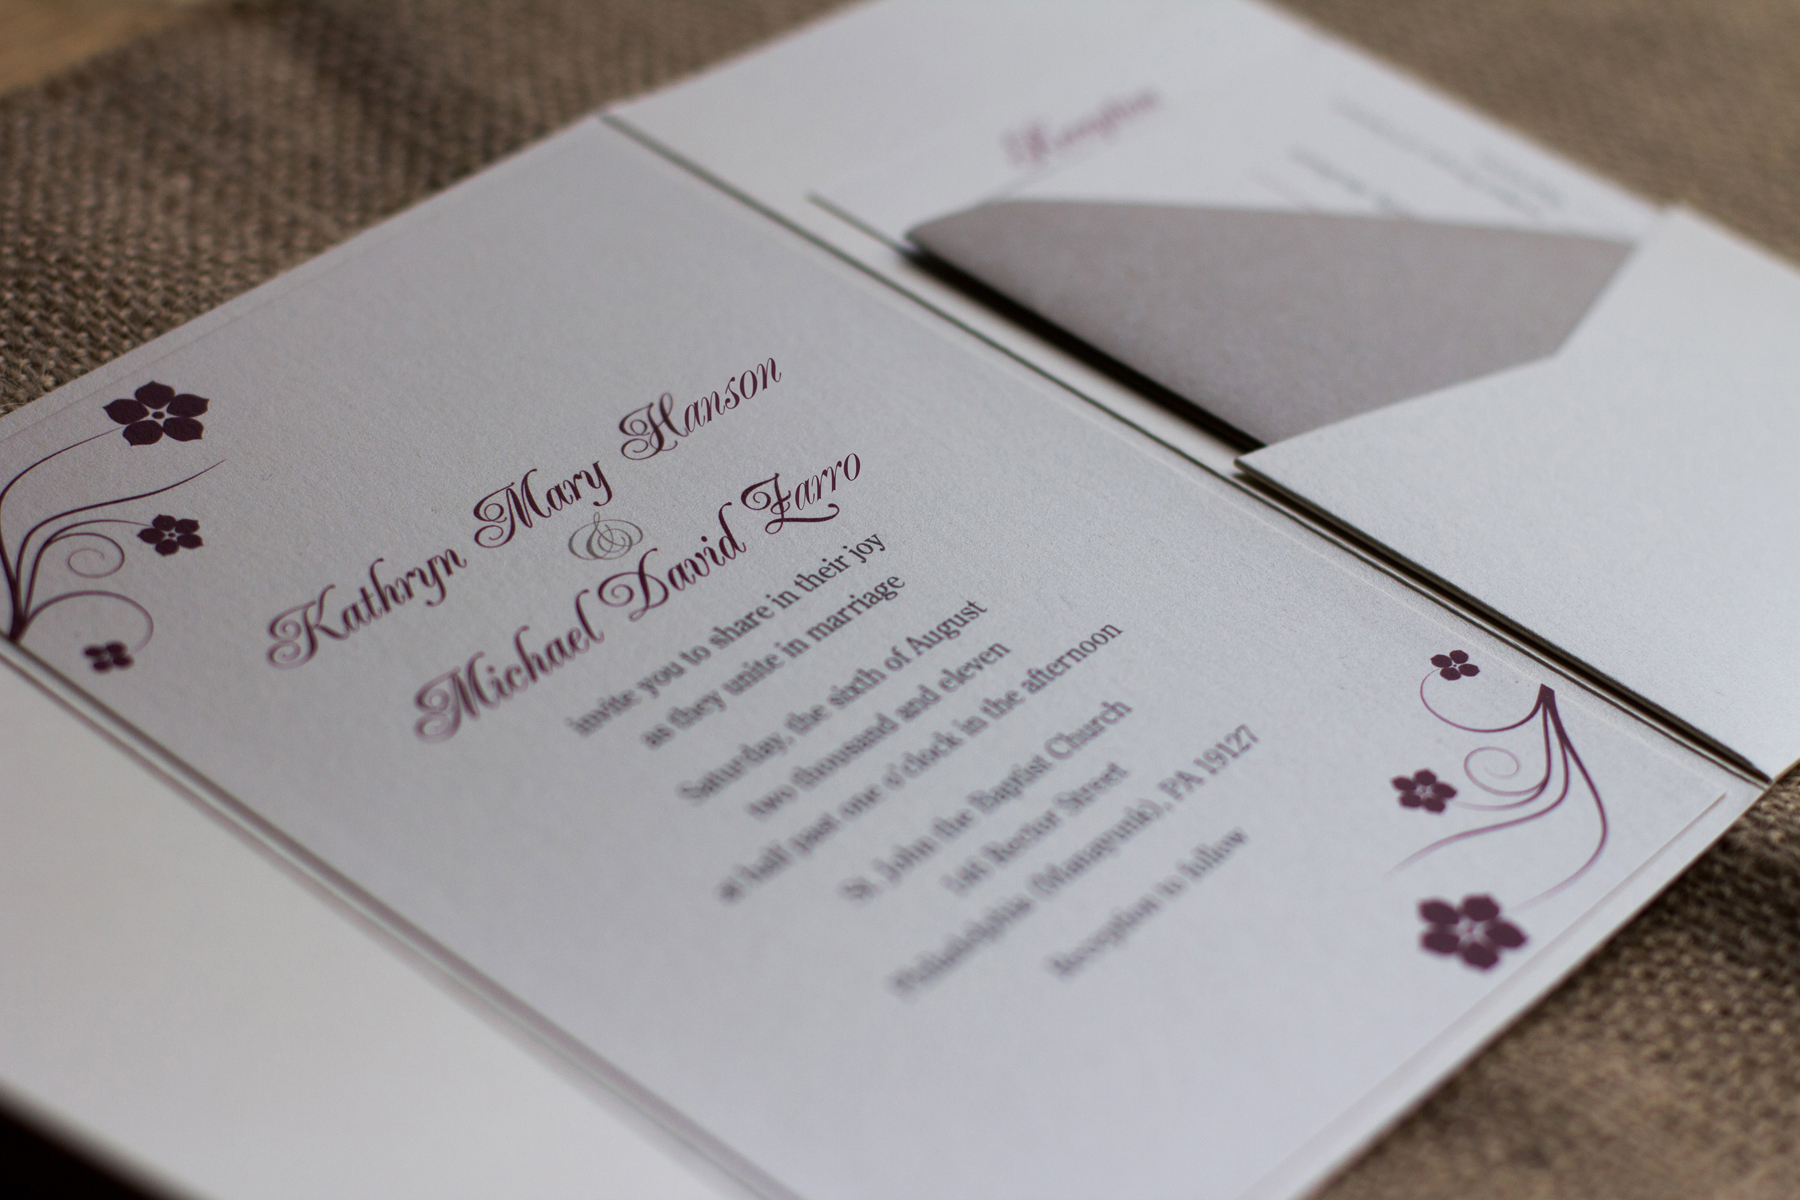 Kathryn Mary Hanson
&
Michael David Zarro
invite you to share in their joy
as they unite in marriage
Saturday, the sixth of August
two thousand and eleven
at half past one o'clock in the afternoon
St. John the Baptist Church
Rector Street
Philadelphia (Manayunk), PA 19127
Reception to follow
Reception